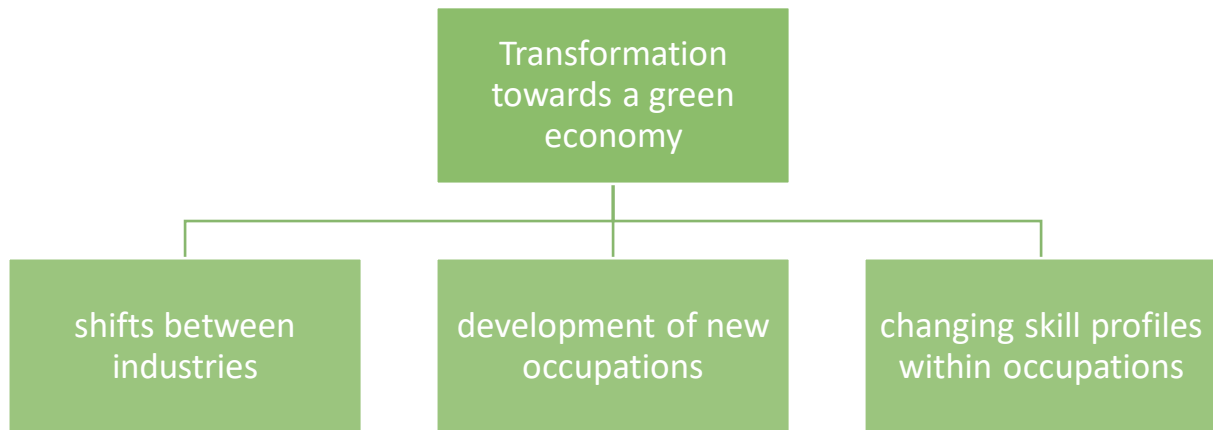 Transformation
towards a green
economy
shifts between
industries
development of new
occupations
changing skill profiles
within occupations